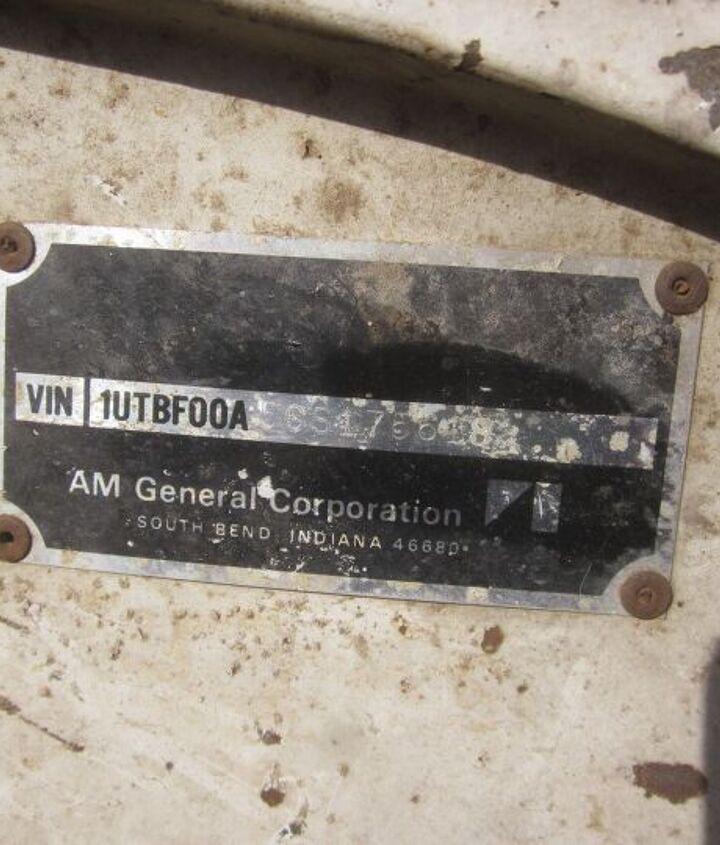 VIN 1UTBF00A
AM General Corporation
SOUTH BEND INDIANA 46680